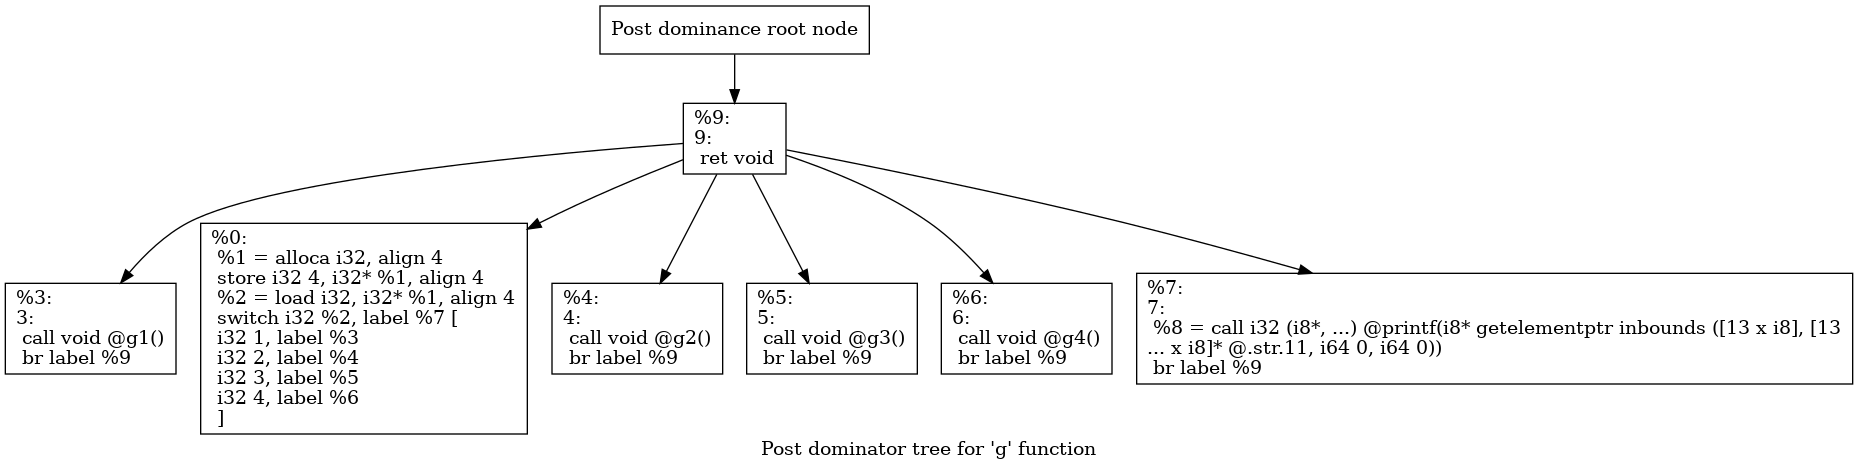 Post dominance root node
%9:
9:
ret void
%3:
3:
call void @g1()
br label %9
%0:
%1 = alloca i32, align 4
store i32 4, i32* %1, align 4
%2 = load i32, i32* %1, align 4
switch i32 %2, label %7 [
i32 1, label %3
i32 2, label %4
i32 3, label %5
i32 4, label %6
]
%4:
4:
call void @g2()
br label %9
%5:
5:
call void @g3()
br label %9
%6:
6:
call void @g4()
br label %9
%7:
7:
%8 = call i32 (i8*, ...) @printf(i8* getelementptr inbounds ([13 x i8], [13
... x i8]* @.str.11, i64 0, i64 0))
br label %9
Post dominator tree for 'g' function